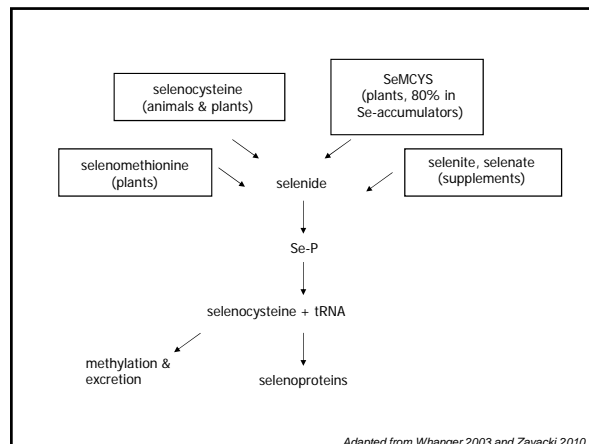 selenocysteine
(animals & plants)
SeMCYS
(plants, 80% in
Se-accumulators)
selenomethionine
(plants)
selenide
selenite, selenate
(supplements)
Se-P
selenocysteine + tRNA
methylation &
excretion
selenoproteins
Adapted from Whanger 2003 and Zavacki 2010